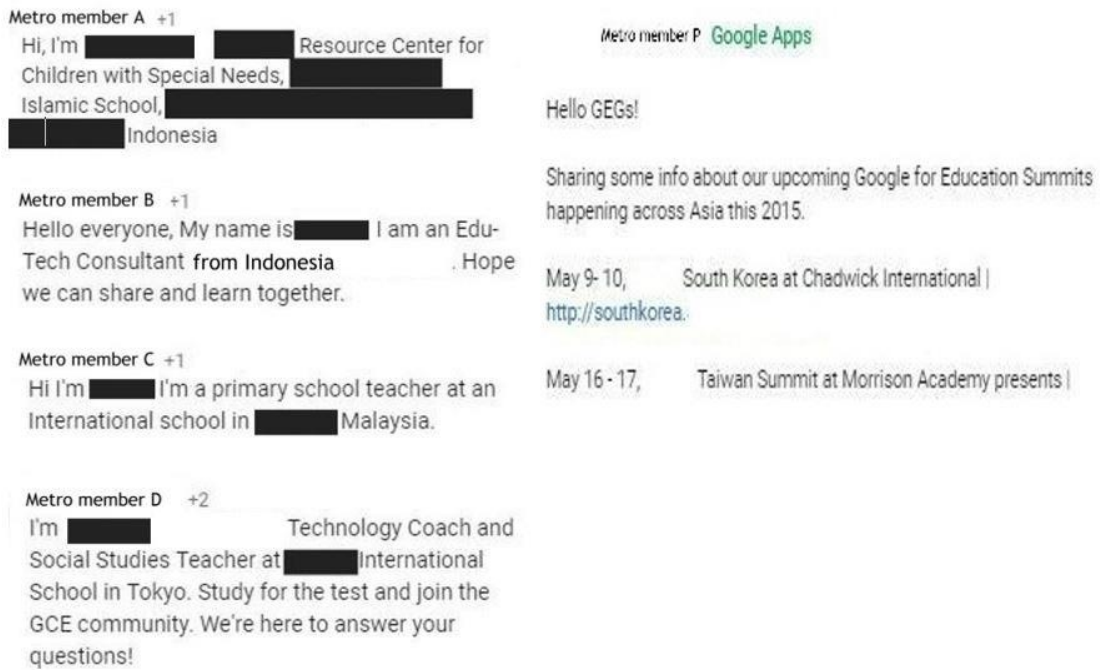 Metro member A +1
Hi, I'm Resource Center for
Children with Special Needs,
Islamic School,
Indonesia
Metro member B +1
Hello everyone, My name is I am an Edu-
Tech Consultant from Indonesia . Hope
we can share and learn together.
Metro member C +1
Hi I'm I'm a primary school teacher at an
International school in Malaysia.
Metro member D +2
I'm Technology Coach and
Social Studies Teacher at International
School in Tokyo. Study for the test and join the
GCE community. We're here to answer your
questions!
Metro member P Google Apps
Hello GEGs!
Sharing some info about our upcoming Google for Education Summits
happening across Asia this 2015.
May 9- 10, South Korea at Chadwick International |
http://southkorea.
May 16 - 17, Taiwan Summit at Morrison Academy presents |